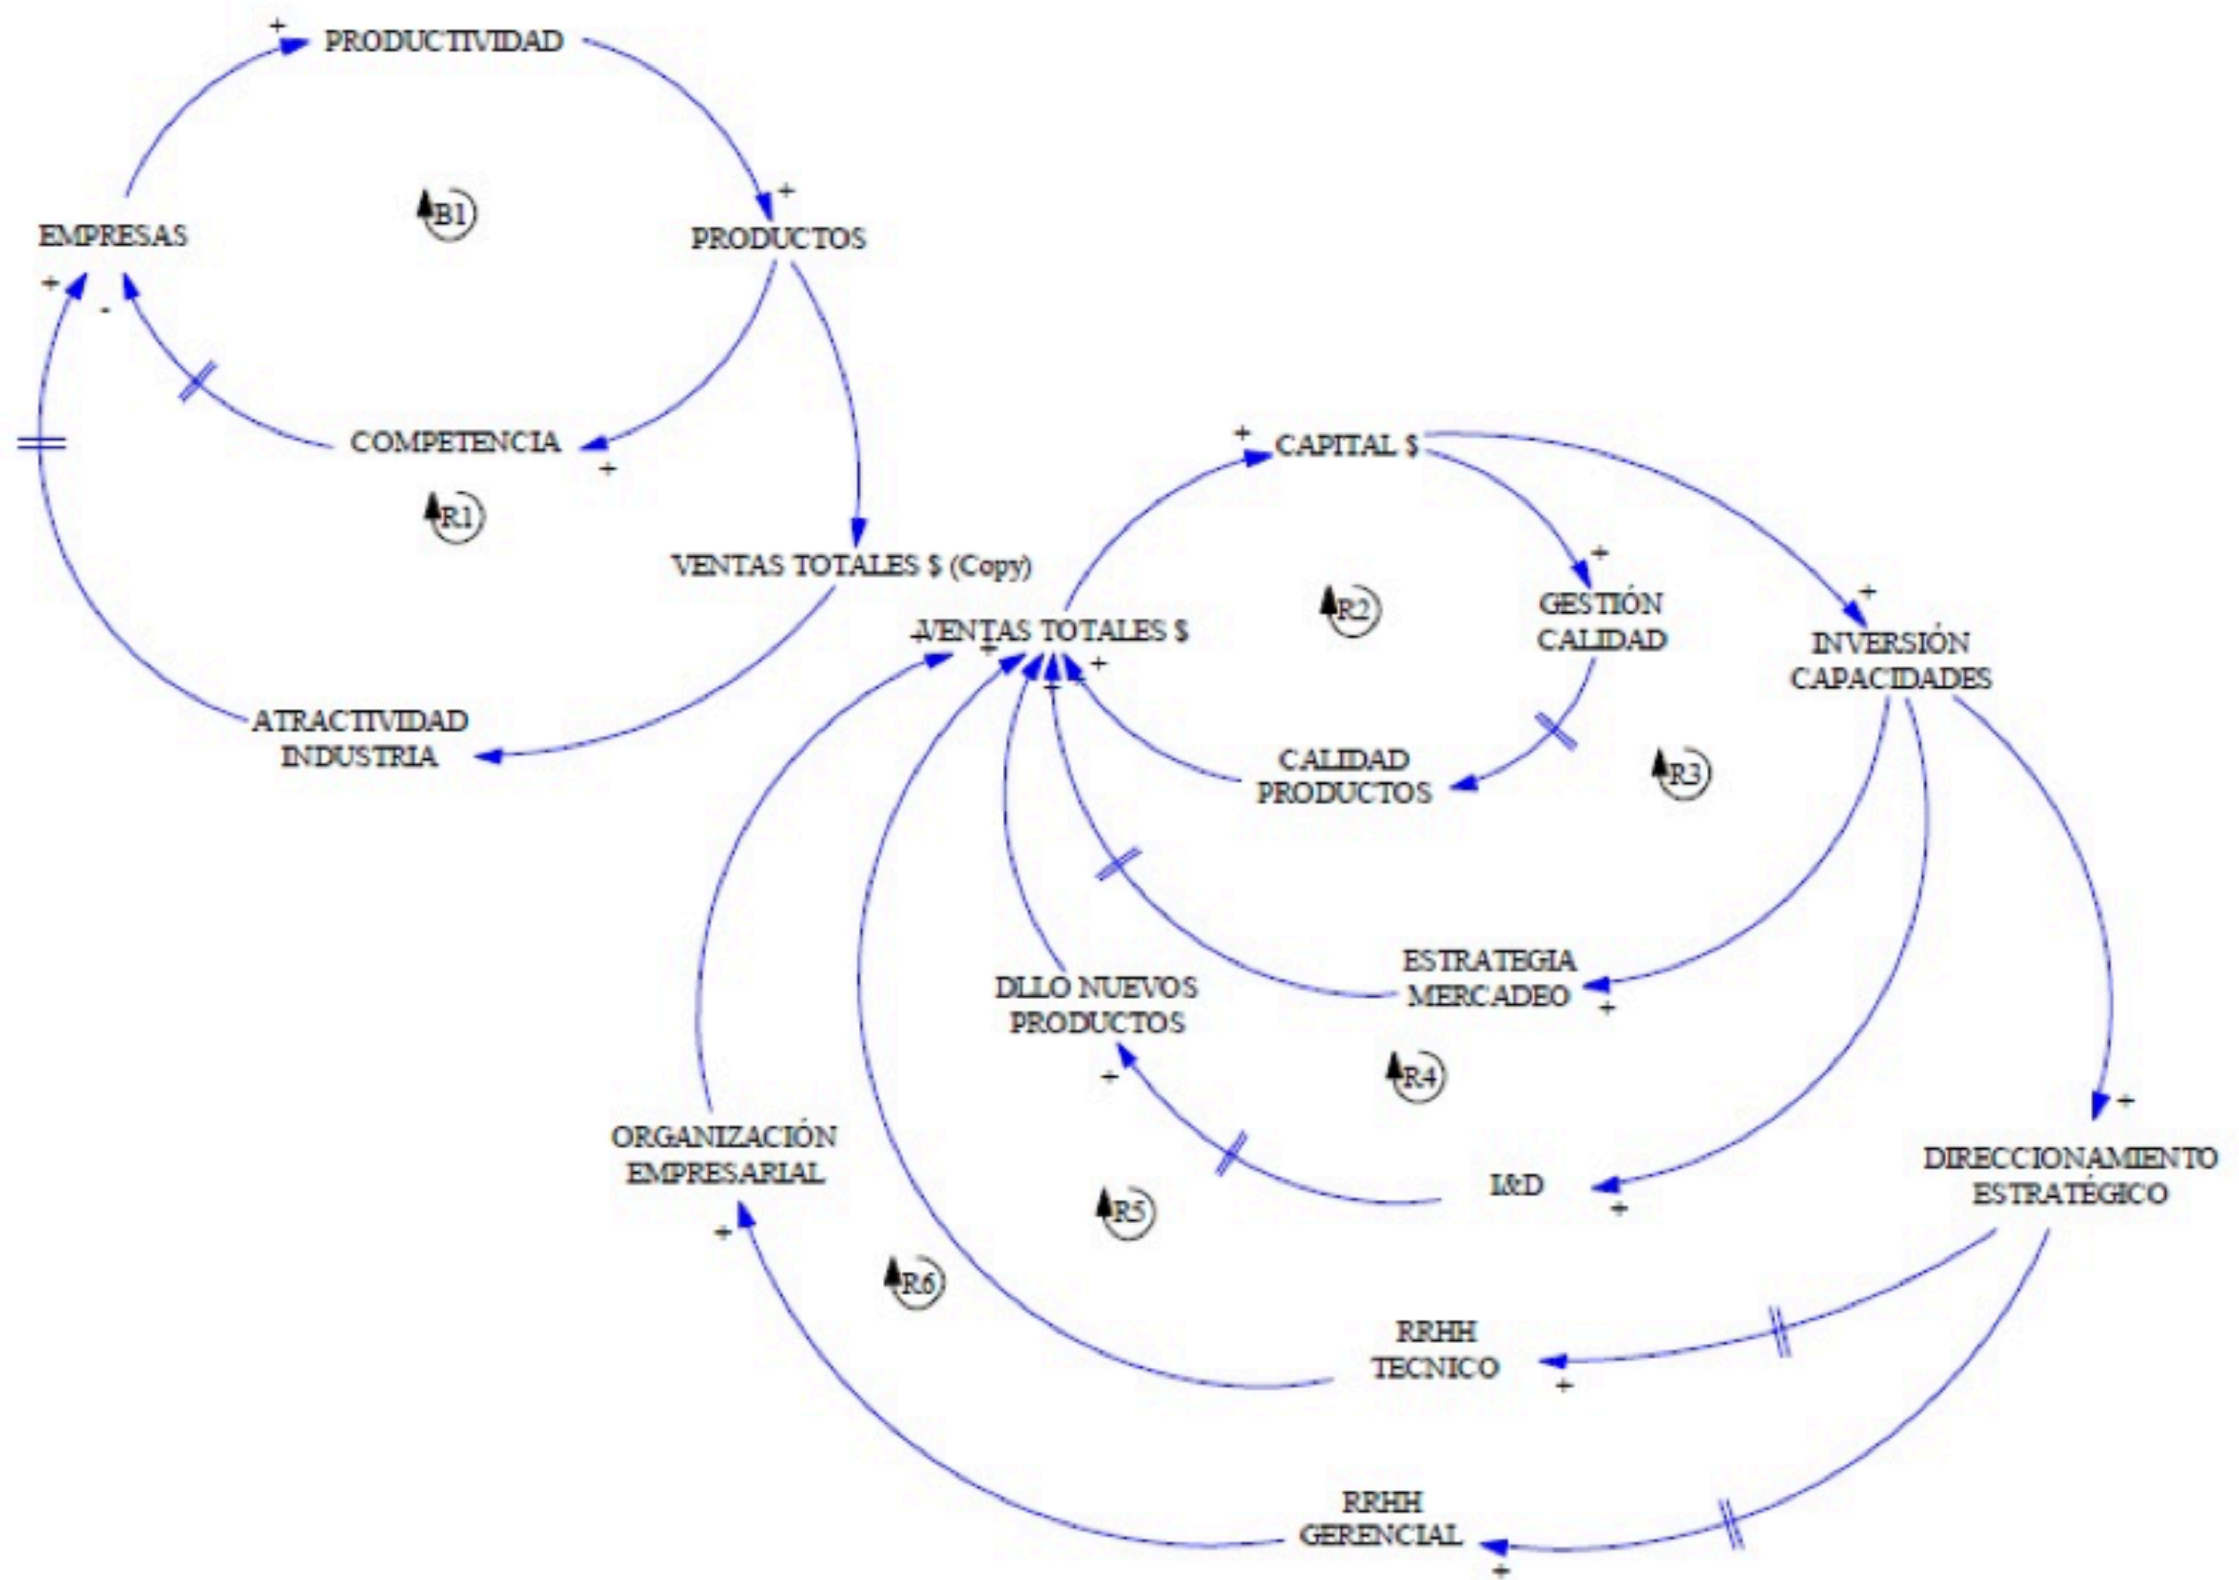 +
PRODUCTIVIDAD
+
B1
EMPRESAS
PRODUCTOS
+
-
COMPETENCIA
+
R1
+
CAPITAL $
VENTAS TOTALES $ (Copy)
+
GESTIÓN
CALIDAD
+
R2
+
VENTAS TOTALES $
+
+
+
INVERSIÓN
CAPACIDADES
ATRACTIVIDAD
INDUSTRIA
CALIDAD
PRODUCTOS
R3
ESTRATEGIA
MERCADEO
+
DLLO NUEVOS
PRODUCTOS
+
R4
+
ORGANIZACIÓN
EMPRESARIAL
+
DIRECCIONAMIENTO
ESTRATÉGICO
I&D
+
R5
R6
RRHH
TECNICO
+
RRHH
GERENCIAL
+